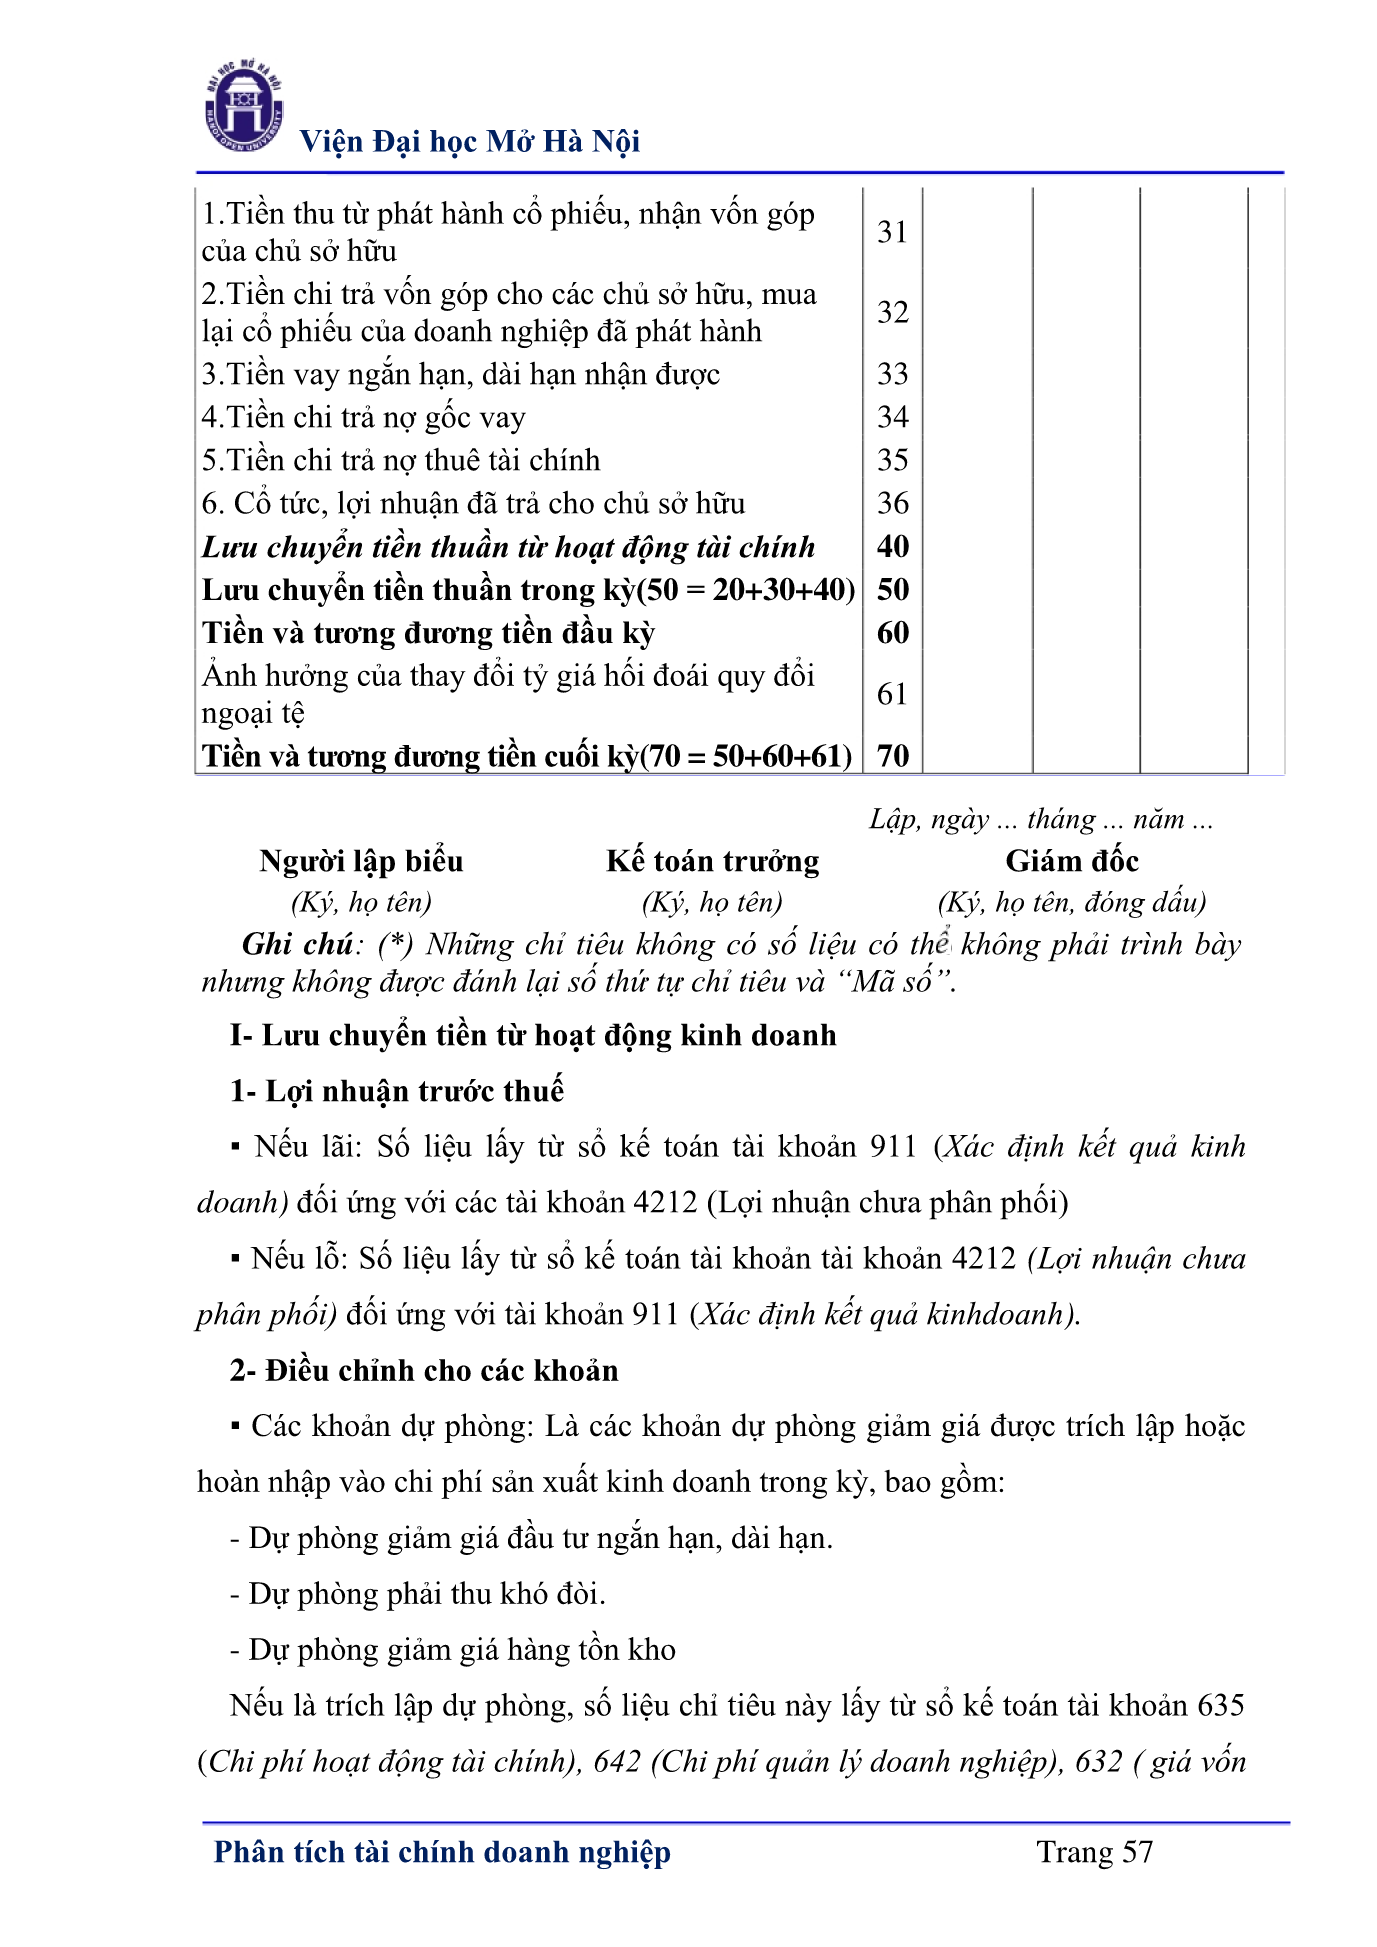 ĐẠI HỌC MỞ HÀ NỘI
HANOI OPEN UNIVERSITY
Viện Đại học Mở Hà Nội
1.Tiền thu từ phát hành cổ phiếu, nhận vốn góp
của chủ sở hữu 31
2.Tiền chi trả vốn góp cho các chủ sở hữu, mua
lại cổ phiếu của doanh nghiệp đã phát hành 32
3.Tiền vay ngắn hạn, dài hạn nhận được 33
4.Tiền chi trả nợ gốc vay 34
5.Tiền chi trả nợ thuê tài chính 35
6. Cổ tức, lợi nhuận đã trả cho chủ sở hữu 36
Lưu chuyển tiền thuần từ hoạt động tài chính 40
Lưu chuyển tiền thuần trong kỳ(50 = 20+30+40) 50
Tiền và tương đương tiền đầu kỳ 60
Ảnh hưởng của thay đổi tỷ giá hối đoái quy đổi
ngoại tệ 61
Tiền và tương đương tiền cuối kỳ(70 = 50+60+61) 70
Lập, ngày ... tháng ... năm ...
Người lập biểu Kế toán trưởng Giám đốc
(Ký, họ tên) (Ký, họ tên) (Ký, họ tên, đóng dấu)
Ghi chú: (*) Những chỉ tiêu không có số liệu có thể không phải trình bày
nhưng không được đánh lại số thứ tự chỉ tiêu và “Mã số”.
I- Lưu chuyển tiền từ hoạt động kinh doanh
1- Lợi nhuận trước thuế
▪ Nếu lãi: Số liệu lấy từ sổ kế toán tài khoản 911 (Xác định kết quả kinh
doanh) đối ứng với các tài khoản 4212 (Lợi nhuận chưa phân phối)
▪ Nếu lỗ: Số liệu lấy từ sổ kế toán tài khoản tài khoản 4212 (Lợi nhuận chưa
phân phối) đối ứng với tài khoản 911 (Xác định kết quả kinhdoanh).
2- Điều chỉnh cho các khoản
▪ Các khoản dự phòng: Là các khoản dự phòng giảm giá được trích lập hoặc
hoàn nhập vào chi phí sản xuất kinh doanh trong kỳ, bao gồm:
- Dự phòng giảm giá đầu tư ngắn hạn, dài hạn.
- Dự phòng phải thu khó đòi.
- Dự phòng giảm giá hàng tồn kho
Nếu là trích lập dự phòng, số liệu chỉ tiêu này lấy từ sổ kế toán tài khoản 635
(Chi phí hoạt động tài chính), 642 (Chi phí quản lý doanh nghiệp), 632 ( giá vốn
Phân tích tài chính doanh nghiệp Trang 57